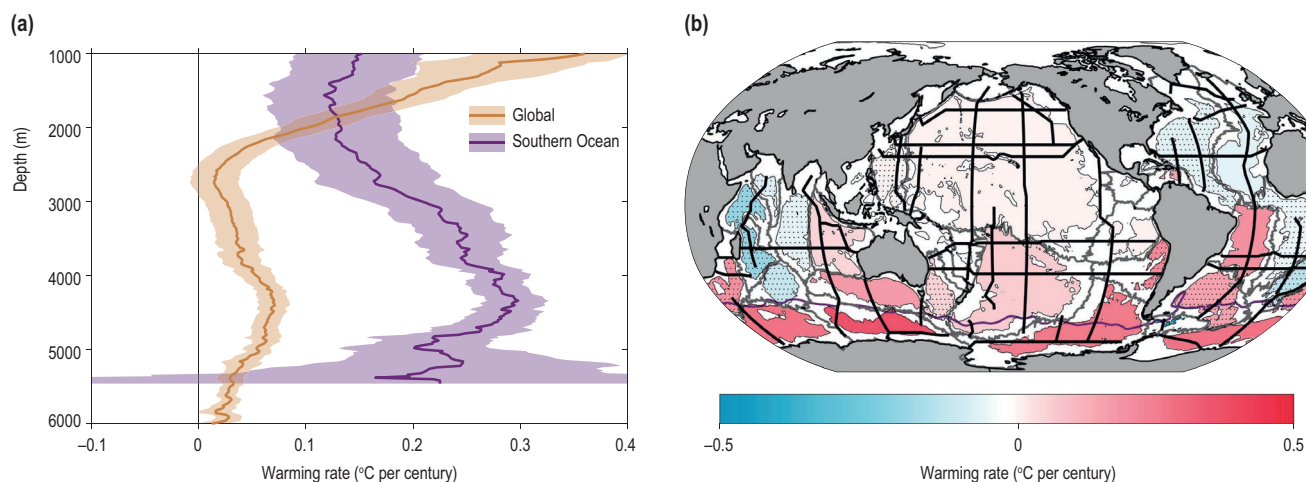 (a)
(b)
1000
2000
3000
4000
5000
6000
Depth (m)
Global
Southern Ocean
–0.1 0 0.1 0.2 0.3 0.4
Warming rate (°C per century)
–0.5 0 0.5
Warming rate (°C per century)